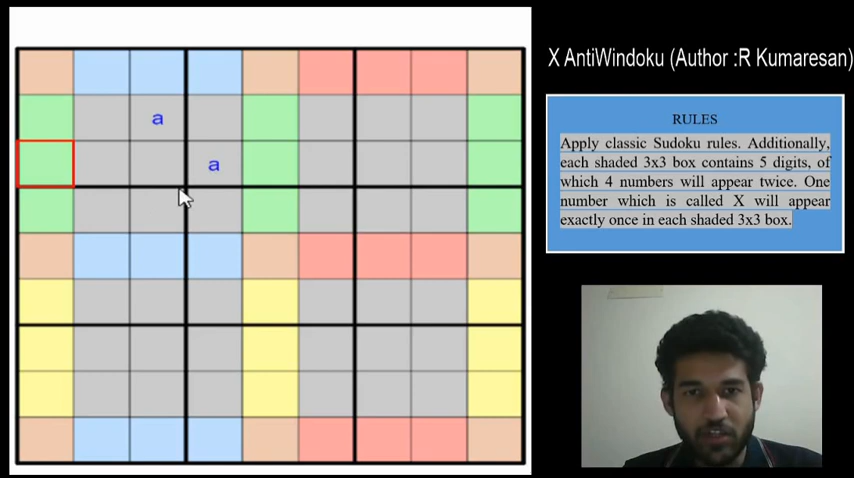 X AntiWindoku (Author :R Kumaresan)
RULES
Apply classic Sudoku rules. Additionally,
each shaded 3x3 box contains 5 digits, of
which 4 numbers will appear twice. One
number which is called X will appear
exactly once in each shaded 3x3 box.
a
a